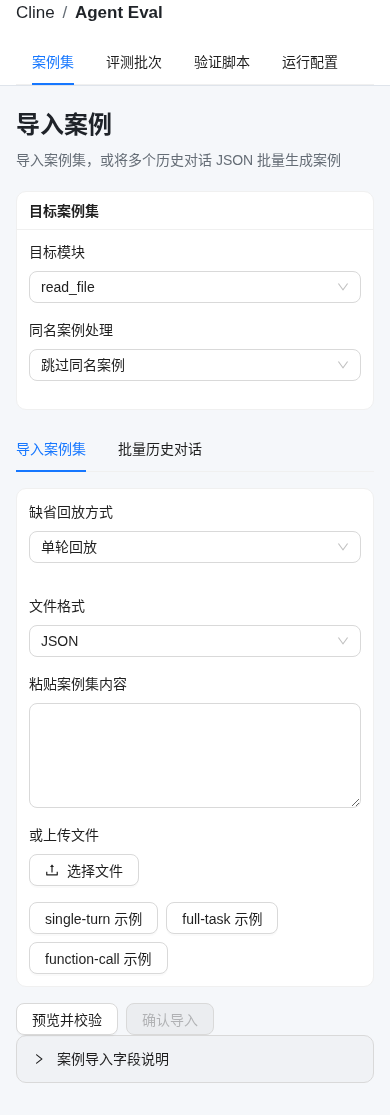 Cline / Agent Eval
案例集 评测批次 验证脚本 运行配置
导入案例
导入案例集，或将多个历史对话 JSON 批量生成案例
目标案例集
目标模块
read_file
同名案例处理
跳过同名案例
导入案例集 批量历史对话
缺省回放方式
单轮回放
文件格式
JSON
粘贴案例集内容
或上传文件
选择文件
single-turn 示例 full-task 示例
function-call 示例
预览并校验 确认导入
案例导入字段说明